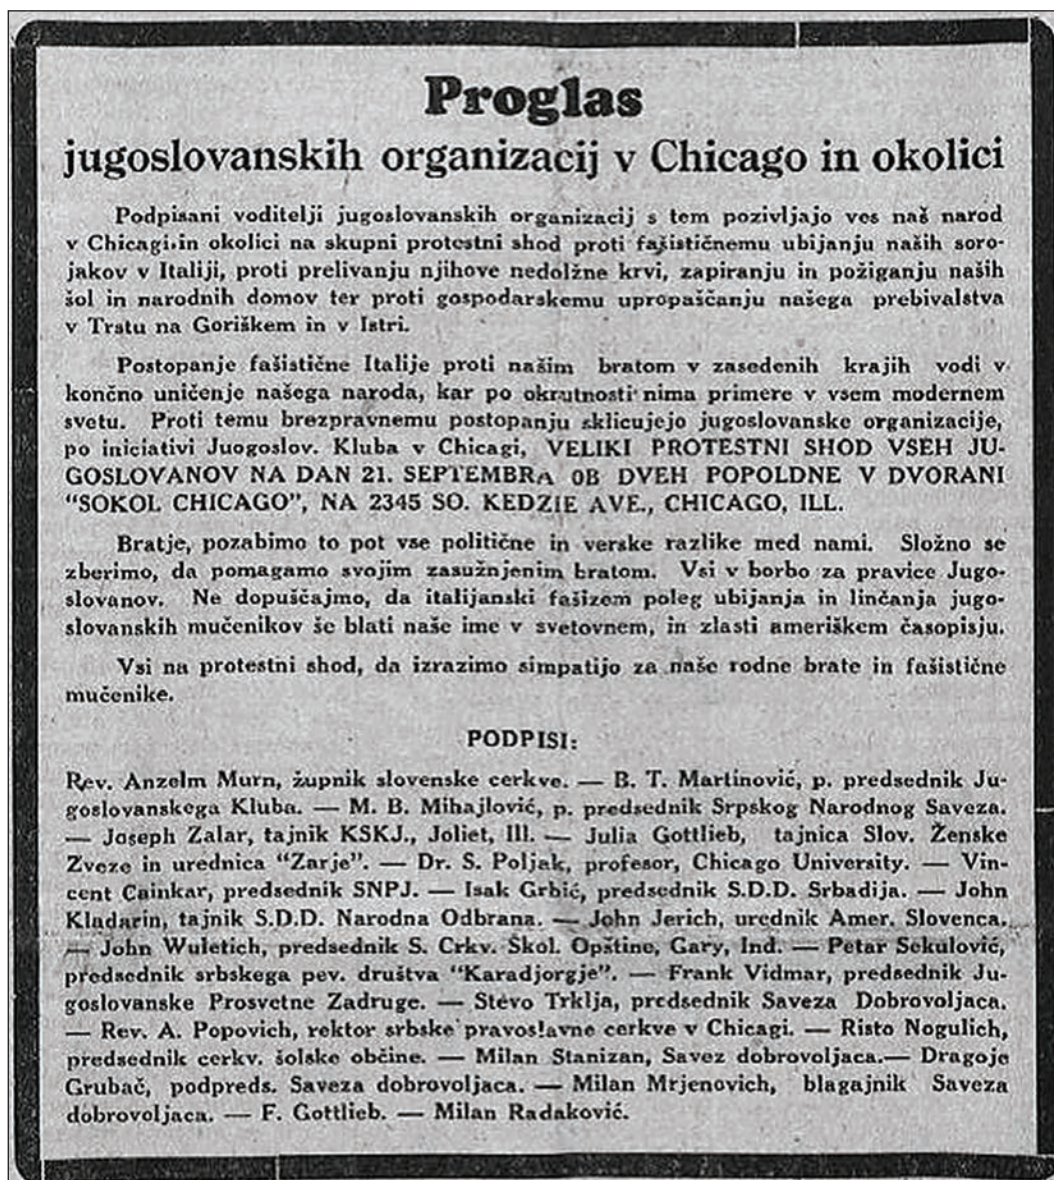 Proglas
jugoslovanskih organizacij v Chicago in okolici
Podpisani voditelji jugoslovanskih organizacij s tem pozivljajo ves naš narod
v Chicagi in okolici na skupni protestni shod proti fašističnemu ubijanju naših soro-
jakov v Italiji, proti prelivanju njihove nedolžne krvi, zapiranju in požiganju naših
šol in narodnih domov ter proti gospodarskemu upropaščanju našega prebivalstva
v Trstu na Goriškem in v Istri.
Postopanje fašistične Italije proti našim bratom v zasedenih krajih vodi v
končno uničenje našega naroda, kar po okrutnosti nima primere v vsem modernem
svetu. Proti temu brezpravnemu postopanju sklicujejo jugoslovanske organizacije,
po iniciativi Juogoslov. Kluba v Chicagi, VELIKI PROTESTNI SHOD VSEH JU-
GOSLOVANOV NA DAN 21. SEPTEMBRA OB DVEH POPOLDNE V DVORANI
"SOKOL CHICAGO", NA 2345 SO. KEDZIE AVE., CHICAGO, ILL.
Bratje, pozabimo to pot vse politične in verske razlike med nami. Složno se
zberimo, da pomagamo svojim zasužnjenim bratom. Vsi v borbo za pravice Jugo-
slovanov. Ne dopuščajmo, da italijanski fašizem poleg ubijanja in linčanja jugo-
slovanskih mučenikov še blati naše ime v svetovnem, in zlasti ameriškem časopisju.
Vsi na protestni shod, da izrazimo simpatijo za naše rodne brate in fašistične
mučenike.
PODPISI:
Rev. Anzelm Murn, župnik slovenske cerkve. — B. T. Martinović, p. predsednik Ju-
goslovanskega Kluba. — M. B. Mihajlović, p. predsednik Srpskog Narodnog Saveza.
— Joseph Zalar, tajnik KSKJ., Joliet, Ill. — Julia Gottlieb, tajnica Slov. Ženske
Zveze in urednica "Zarje". — Dr. S. Poljak, profesor, Chicago University. — Vin-
cent Cainkar, predsednik SNPJ. — Isak Grbić, predsednik S.D.D. Srbadija. — John
Kladarin, tajnik S.D.D. Narodna Odbrana. — John Jerich, urednik Amer. Slovenca.
— John Wuletich, predsednik S. Crkv. Škol. Opštine, Gary, Ind. — Petar Sekulović,
predsednik srbskega pev. društva "Karadjorgje". — Frank Vidmar, predsednik Ju-
goslovanske Prosvetne Zadruge. — Stevo Trklja, predsednik Saveza Dobrovoljaca.
— Rev. A. Popovich, rektor srbske pravoslavne cerkve v Chicagi. — Risto Nogulich,
predsednik cerkv. šolske občine. — Milan Stanizan, Savez dobrovoljaca.— Dragoje
Grubač, podpreds. Saveza dobrovoljaca. — Milan Mrjenovich, blagajnik Saveza
dobrovoljaca. — F. Gottlieb. — Milan Radaković.